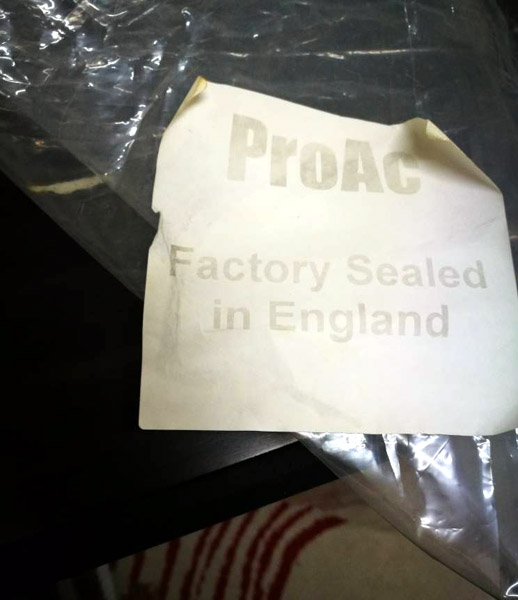 ProAc
Factory Sealed
in England